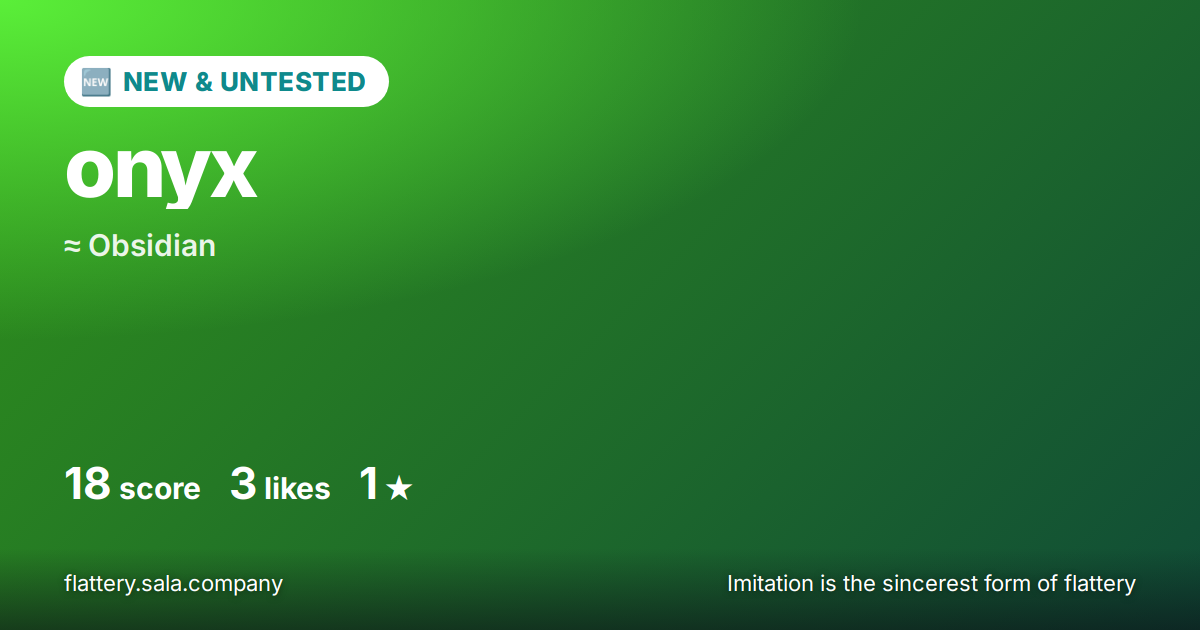 🆕 NEW & UNTESTED
onyx
≈ Obsidian
18 score 3 likes 1 ★
flattery.sala.company
Imitation is the sincerest form of flattery